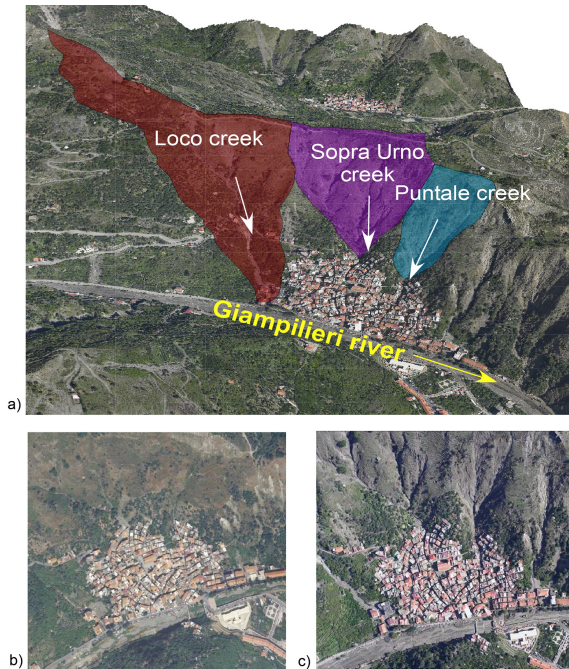 Loco creek
Sopra Urno
creek
Puntale creek
Giampilieri river
a)
b)
c)